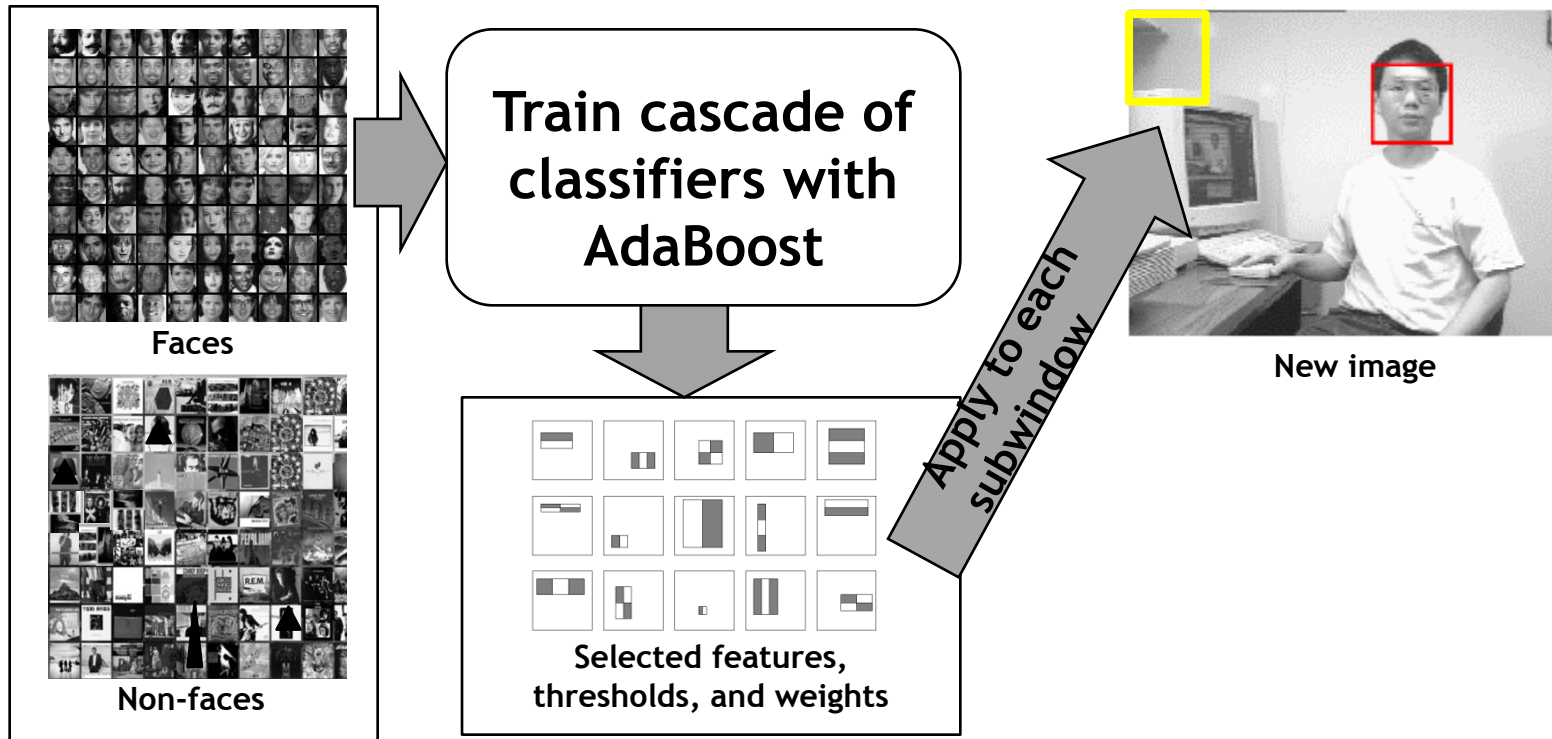 Train cascade of
classifiers with
AdaBoost
Faces
Non-faces
R.E.M.
Selected features,
thresholds, and weights
Apply to each
subwindow
New image